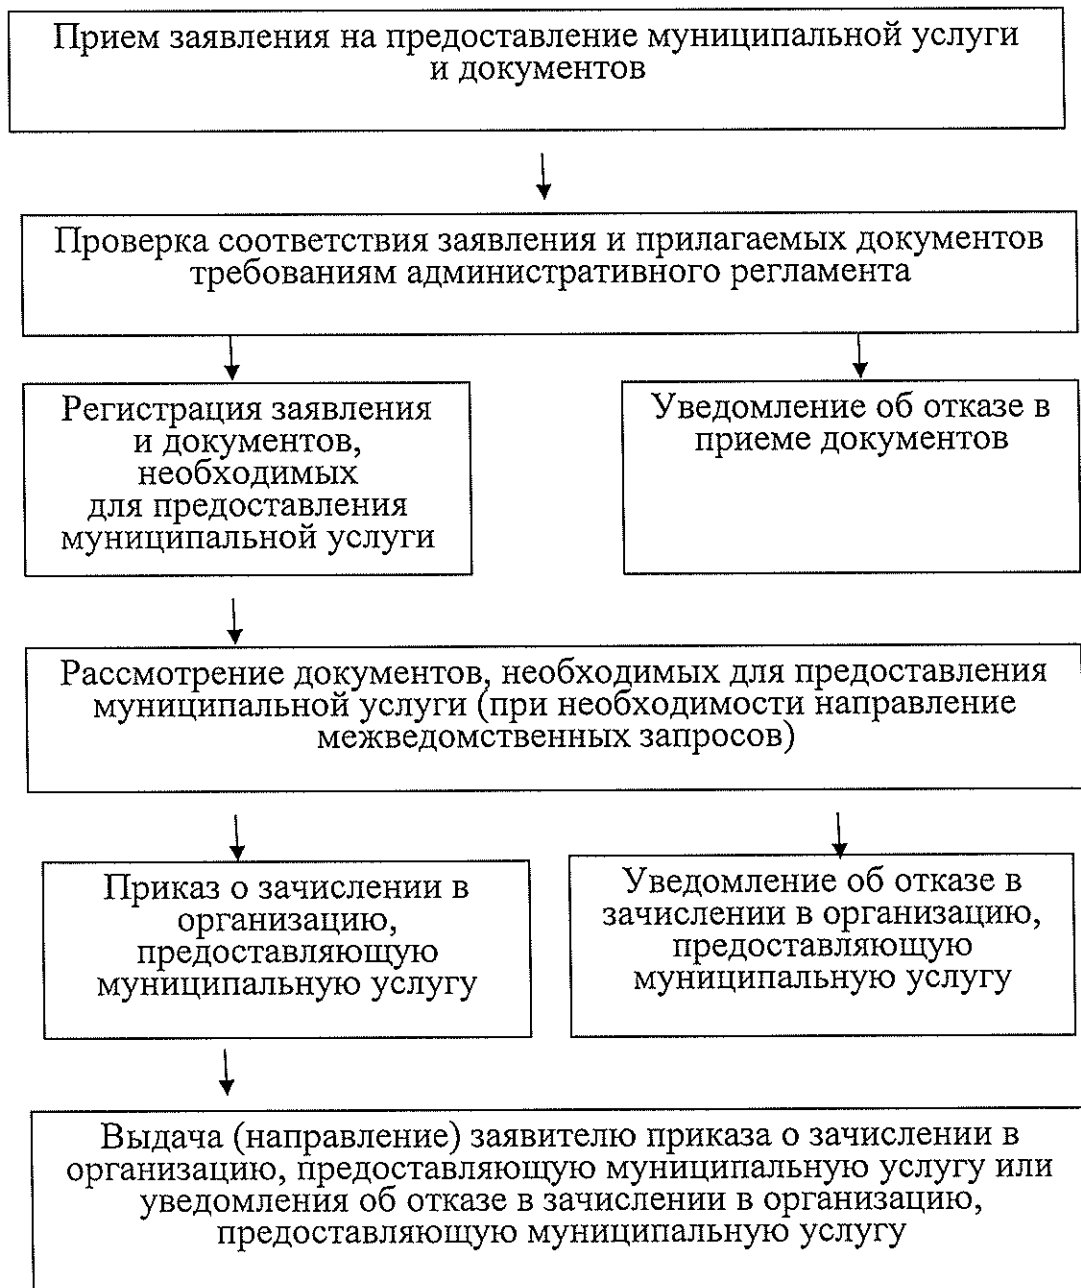 Прием заявления на предоставление муниципальной услуги
и документов
Проверка соответствия заявления и прилагаемых документов
требованиям административного регламента
Регистрация заявления
и документов,
необходимых
для предоставления
муниципальной услуги
Уведомление об отказе в
приеме документов
Рассмотрение документов, необходимых для предоставления
муниципальной услуги (при необходимости направление
межведомственных запросов)
Приказ о зачислении в
организацию,
предоставляющую
муниципальную услугу
Уведомление об отказе в
зачислении в организацию,
предоставляющую
муниципальную услугу
Выдача (направление) заявителю приказа о зачислении в
организацию, предоставляющую муниципальную услугу или
уведомления об отказе в зачислении в организацию,
предоставляющую муниципальную услугу